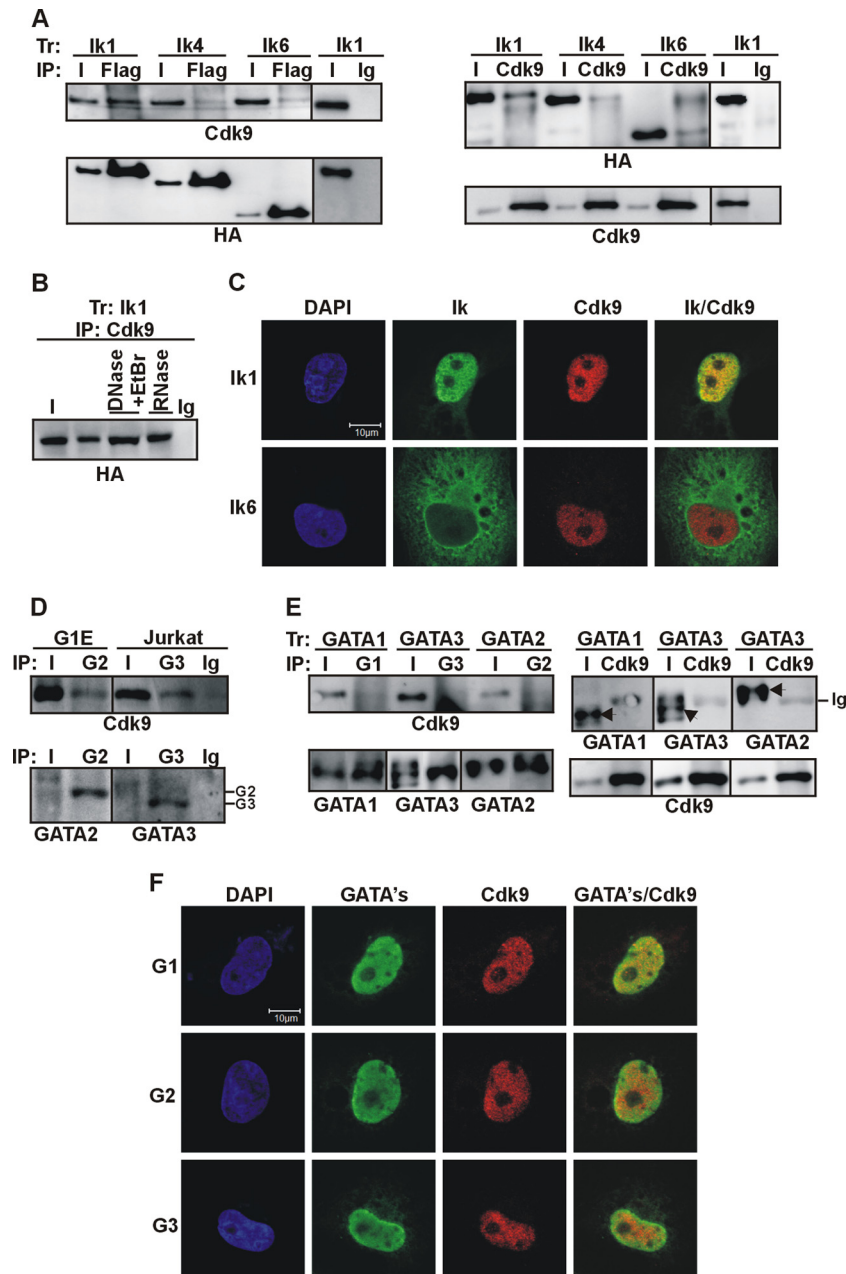 A
Tr: Ik1 Ik4 Ik6 Ik1
IP: I Flag I Flag I Flag I Ig
Cdk9
HA
Ik1 Ik4 Ik6 Ik1
I Cdk9 I Cdk9 I Cdk9 I Ig
HA
Cdk9
B
Tr: Ik1
IP: Cdk9
I DNase +EtBr RNase Ig
HA
C
DAPI Ik Cdk9 Ik/Cdk9
Ik1
10µm
Ik6
D
G1E Jurkat
IP: I G2 I G3 Ig
Cdk9
IP: I G2 I G3 Ig
G2
G3
GATA2 GATA3
E
Tr: GATA1 GATA3 GATA2
IP: I G1 I G3 I G2
Cdk9
GATA1 GATA3 GATA2
GATA1 GATA3 GATA3
I Cdk9 I Cdk9 I Cdk9
Ig
GATA1 GATA3 GATA2
Cdk9
F
DAPI GATA's Cdk9 GATA's/Cdk9
G1
10µm
G2
G3